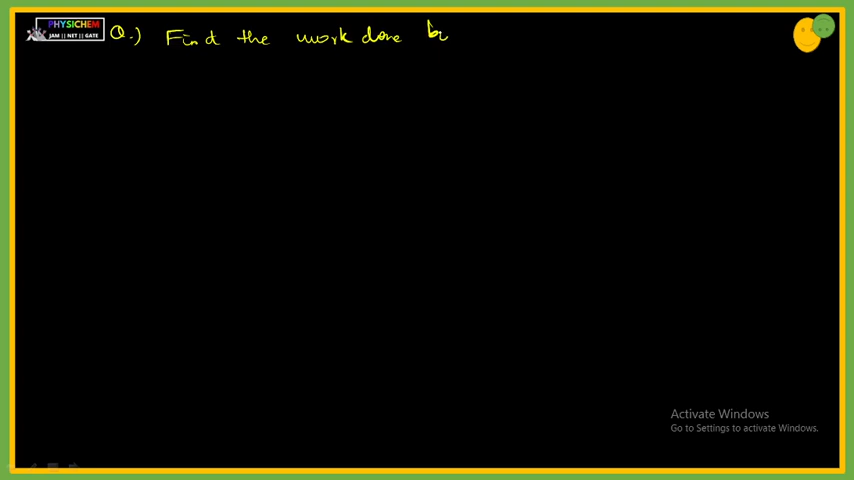 PHYSICHEM
JAM || NET || GATE
Q.) Find the work done
Activate Windows
Go to Settings to activate Windows.